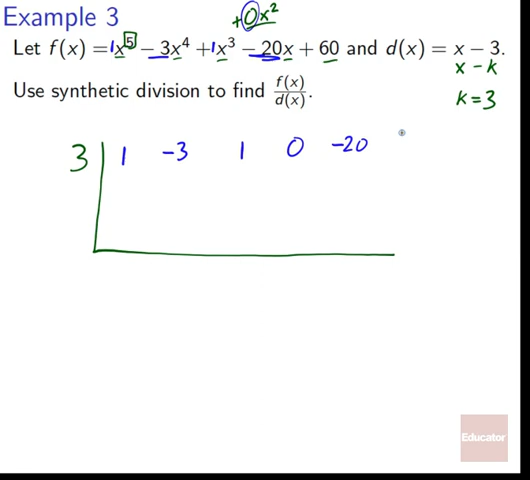 Example 3
+0x²
Let f(x) = 1x⁵ − 3x⁴ + 1x³ − 20x + 60 and d(x) = x − 3.
x - k
Use synthetic division to find f(x)/d(x).
k = 3
3 | 1 -3 1 0 -20
Educator